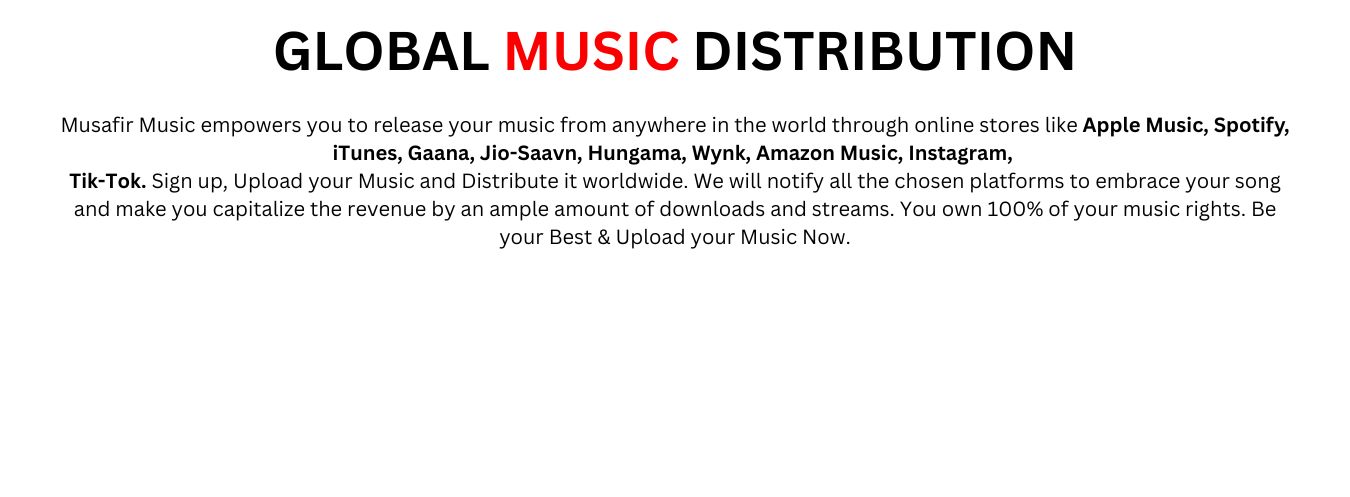 GLOBAL MUSIC DISTRIBUTION
Musafir Music empowers you to release your music from anywhere in the world through online stores like Apple Music, Spotify,
iTunes, Gaana, Jio-Saavn, Hungama, Wynk, Amazon Music, Instagram,
Tik-Tok. Sign up, Upload your Music and Distribute it worldwide. We will notify all the chosen platforms to embrace your song
and make you capitalize the revenue by an ample amount of downloads and streams. You own 100% of your music rights. Be
your Best & Upload your Music Now.